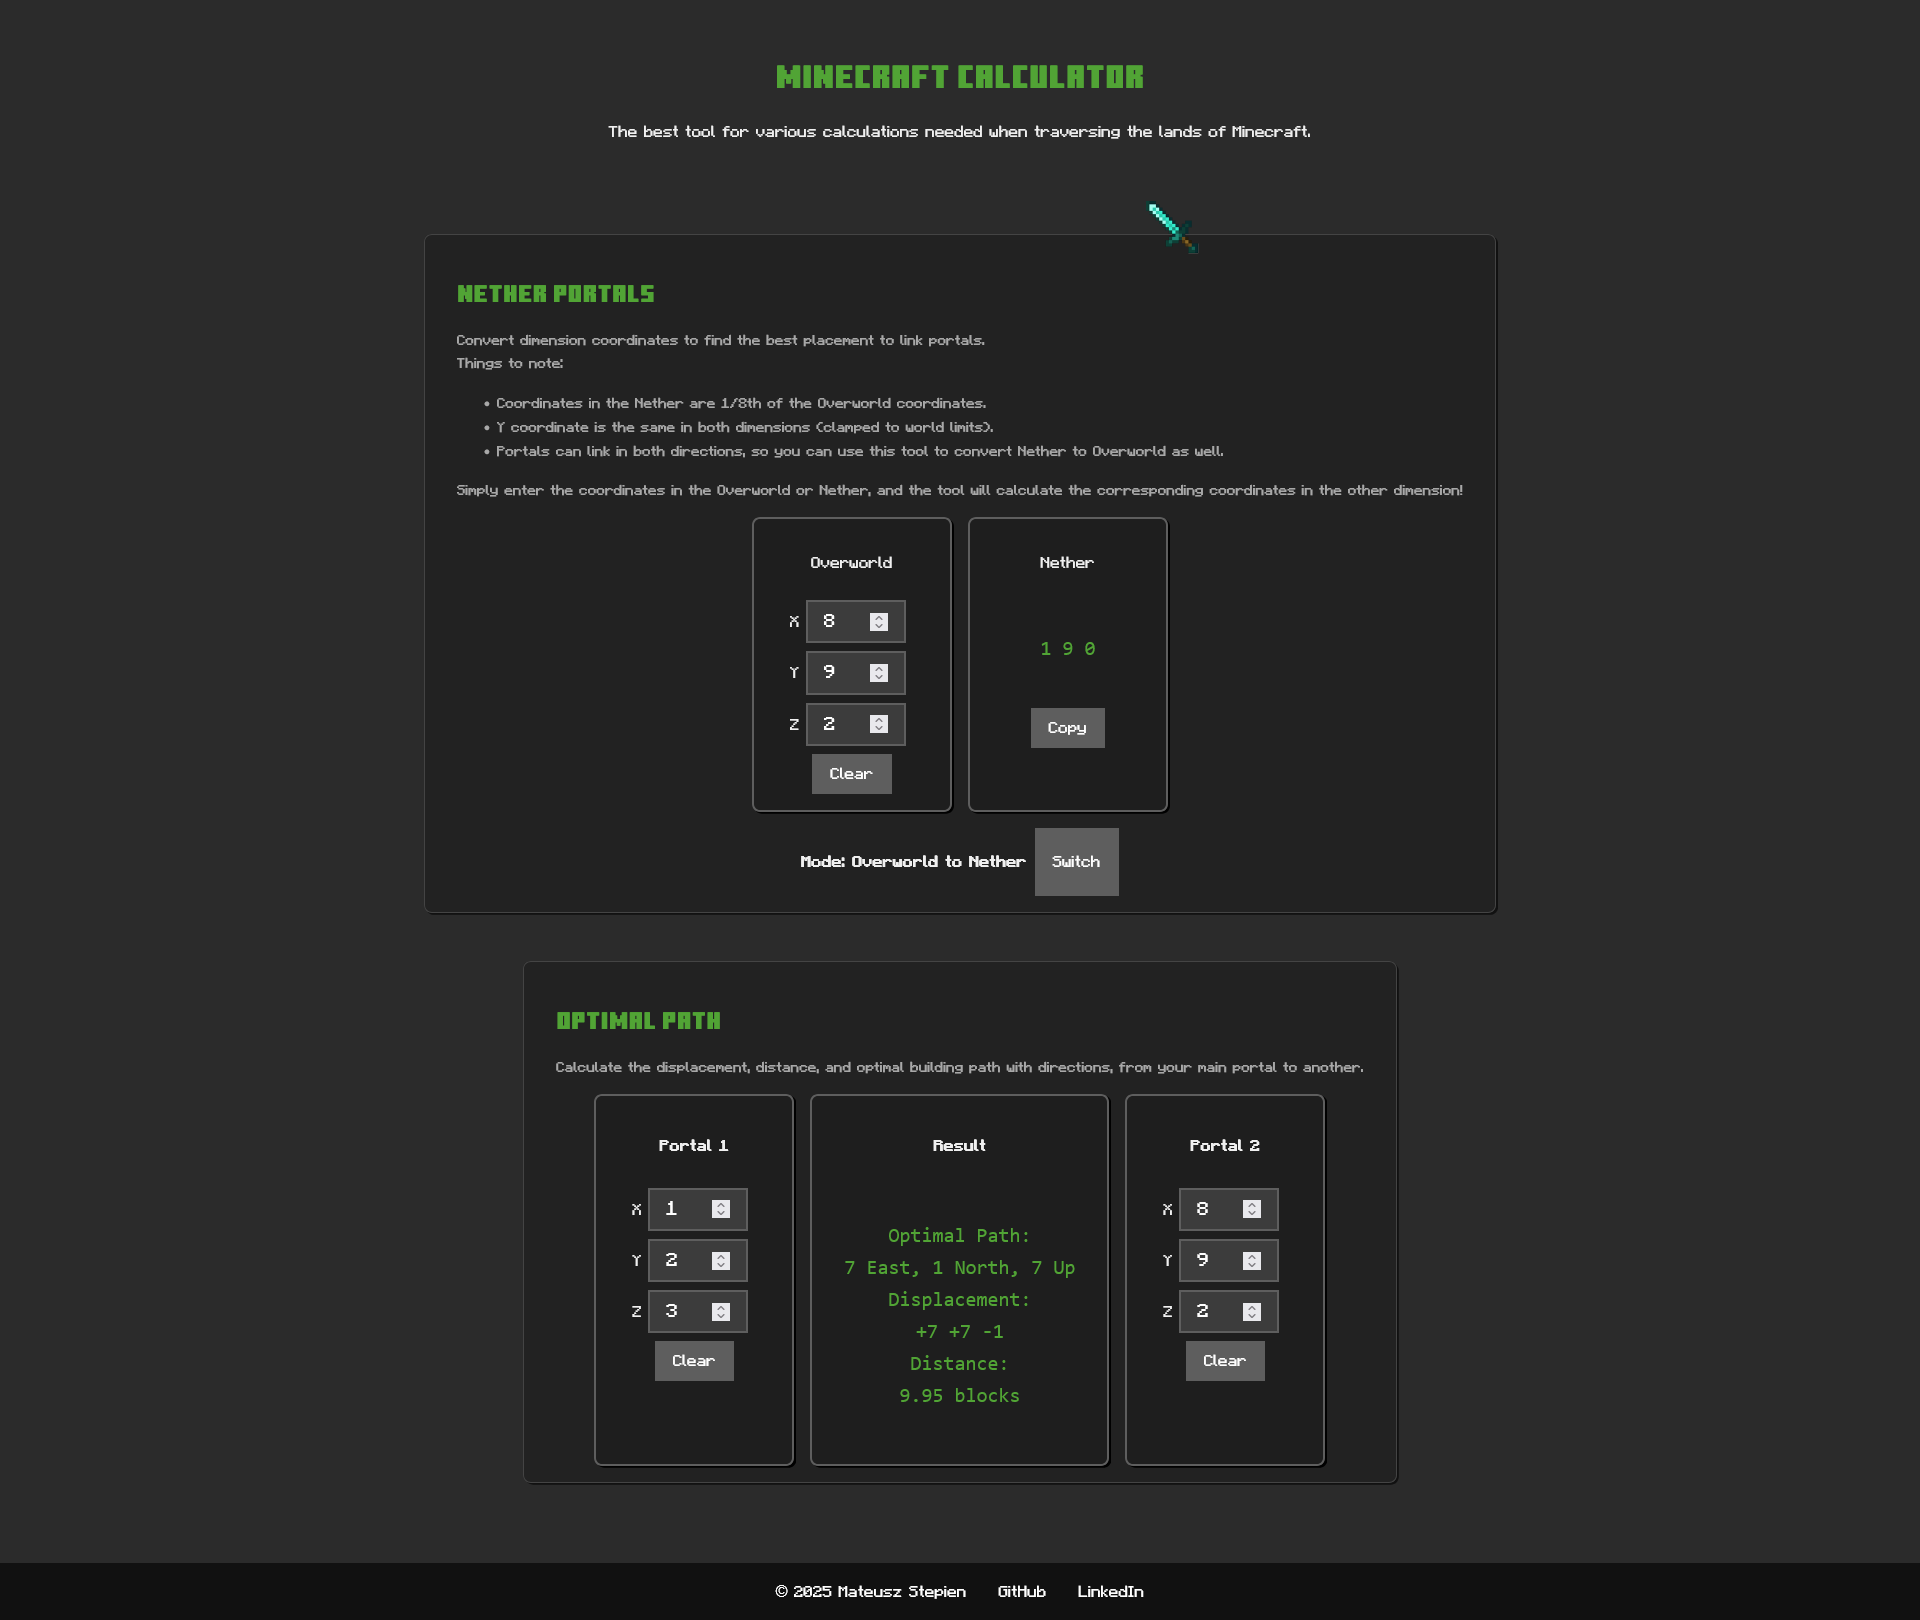 MINECRAFT CALCULATOR
The best tool for various calculations needed when traversing the lands of Minecraft.
NETHER PORTALS
Convert dimension coordinates to find the best placement to link portals.
Things to note:
• Coordinates in the Nether are 1/8th of the Overworld coordinates.
• Y coordinate is the same in both dimensions (clamped to world limits).
• Portals can link in both directions, so you can use this tool to convert Nether to Overworld as well.
Simply enter the coordinates in the Overworld or Nether, and the tool will calculate the corresponding coordinates in the other dimension!
Overworld
X 8
Y 9
Z 2
Clear
Nether
1 9 0
Copy
Mode: Overworld to Nether Switch
OPTIMAL PATH
Calculate the displacement, distance, and optimal building path with directions, from your main portal to another.
Portal 1
X 1
Y 2
Z 3
Clear
Result
Optimal Path:
7 East, 1 North, 7 Up
Displacement:
+7 +7 -1
Distance:
9.95 blocks
Portal 2
X 8
Y 9
Z 2
Clear
© 2025 Mateusz Stepien GitHub LinkedIn